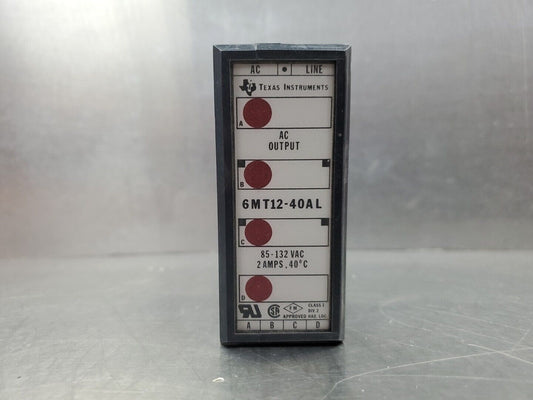 AC • LINE
TEXAS INSTRUMENTS
A
AC
OUTPUT
B
6MT12-40AL
C
85-132 VAC
2 AMPS, 40°C
D
CLASS I
DIV. 2
APPROVED HAZ. LOC.
A B C D